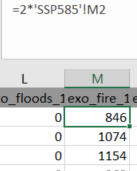 =2*'SSP585'!M2
L M
o_floods_1 exo_fire_1 e
0 846
0 1074
0 1154